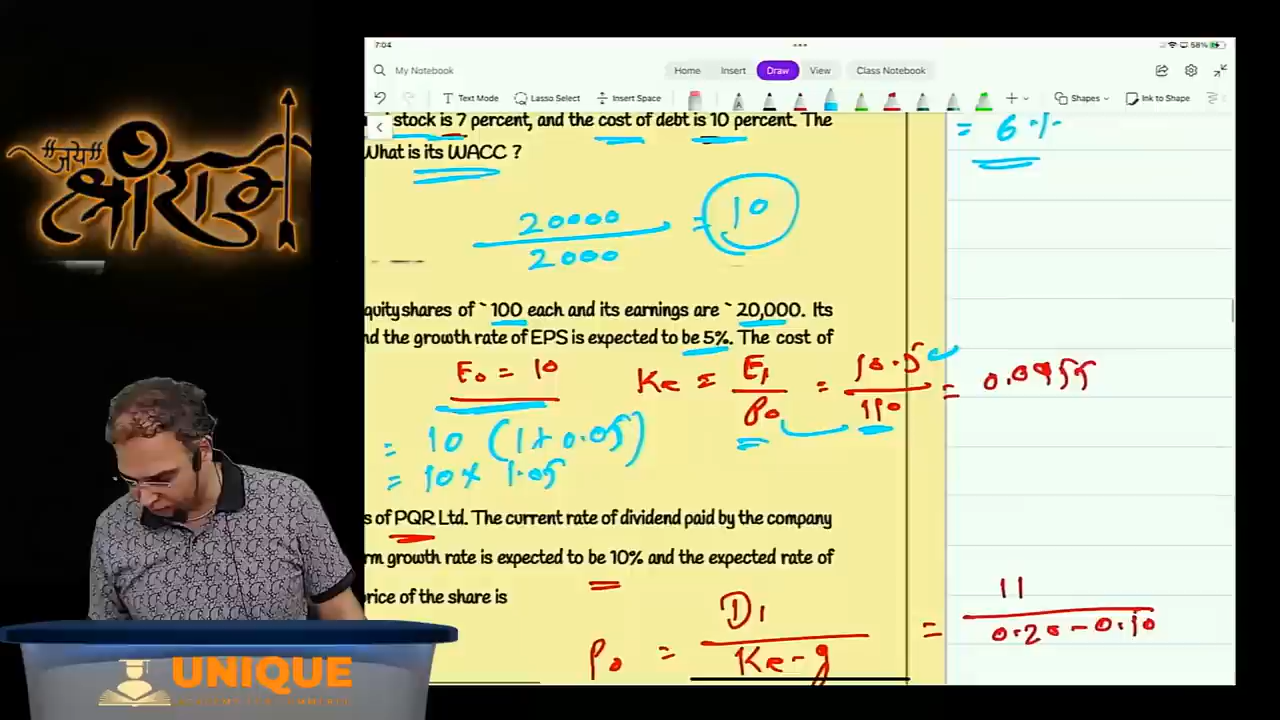 7:04
58%
My Notebook
Home Insert Draw View Class Notebook
Text Mode Lasso Select Insert Space Shapes Ink to Shape
stock is 7 percent, and the cost of debt is 10 percent. The
What is its WACC ?
= 6 %
20000 / 2000 = 10
quity shares of ` 100 each and its earnings are ` 20,000. Its
nd the growth rate of EPS is expected to be 5%. The cost of
E0 = 10
Ke = E1 / P0 = 10.5 / 110 = 0.0955
= 10 (1+0.05)
= 10 × 1.05
s of PQR Ltd. The current rate of dividend paid by the company
rm growth rate is expected to be 10% and the expected rate of
rice of the share is
P0 = D1 / Ke-g = 11 / 0.20-0.10
"जय"
श्री राम
UNIQUE